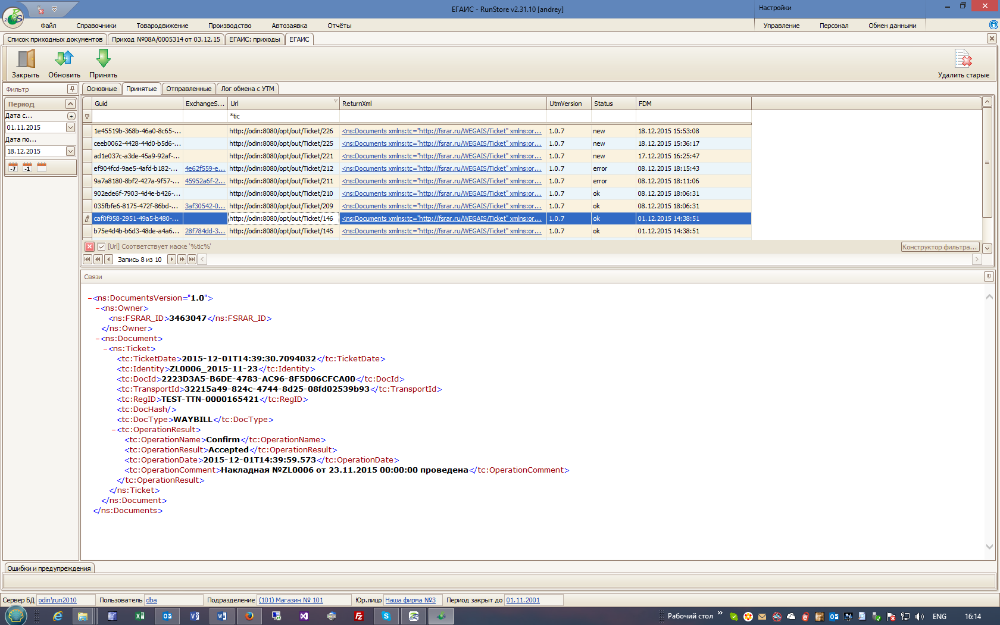 ЕГАИС - RunStore v2.31.10 [andrey]
Настройки
Файл Справочники Товародвижение Производство Автозаявка Отчёты Управление Персонал Обмен данными
Список приходных документов Приход №08А/0005314 от 03.12.15 ЕГАИС: приходы ЕГАИС
Закрыть Обновить Принять Удалить старые
Фильтр
Период
Дата с...
01.11.2015
Дата по...
18.12.2015
-7 -1
Основные Принятые Отправленные Лог обмена с УТМ
Guid ExchangeS... Url ReturnXml UtmVersion Status FDM
*tic
1e45519b-368b-46a0-8c65-... http://odin:8080/opt/out/Ticket/226 <ns:Documents xmlns:tc="http://fsrar.ru/WEGAIS/Ticket" xmlns:or... 1.0.7 new 18.12.2015 15:53:08
ceeb0062-4428-44d0-b5d6-... http://odin:8080/opt/out/Ticket/225 <ns:Documents xmlns:tc="http://fsrar.ru/WEGAIS/Ticket" xmlns:or... 1.0.7 new 18.12.2015 15:36:17
ad1e037c-a3de-45a9-92af-... http://odin:8080/opt/out/Ticket/221 <ns:Documents xmlns:tc="http://fsrar.ru/WEGAIS/Ticket" xmlns:or... 1.0.7 new 17.12.2015 16:25:47
ef904fcd-9ae5-4afd-b182-... 4e62f559-e... http://odin:8080/opt/out/Ticket/212 <ns:Documents xmlns:tc="http://fsrar.ru/WEGAIS/Ticket" xmlns:or... 1.0.7 error 08.12.2015 18:15:43
9a7a8180-8bf2-427a-9f57-... 45952a6f-2... http://odin:8080/opt/out/Ticket/211 <ns:Documents xmlns:tc="http://fsrar.ru/WEGAIS/Ticket" xmlns:or... 1.0.7 error 08.12.2015 18:11:06
902ede6f-7903-4d4e-b426-... http://odin:8080/opt/out/Ticket/210 <ns:Documents xmlns:tc="http://fsrar.ru/WEGAIS/Ticket" xmlns:or... 1.0.7 ok 08.12.2015 18:06:31
035fbfe6-8175-472f-86bd-... 3af30542-0... http://odin:8080/opt/out/Ticket/209 <ns:Documents xmlns:tc="http://fsrar.ru/WEGAIS/Ticket" xmlns:or... 1.0.7 ok 08.12.2015 18:06:31
caf0f958-2951-49a5-b480-... http://odin:8080/opt/out/Ticket/146 <ns:Documents xmlns:tc="http://fsrar.ru/WEGAIS/Ticket" xmlns:or... 1.0.7 ok 01.12.2015 14:38:51
b75e4d4b-b6d3-48de-a4a6... 28f784dd-3... http://odin:8080/opt/out/Ticket/145 <ns:Documents xmlns:tc="http://fsrar.ru/WEGAIS/Ticket" xmlns:or... 1.0.7 ok 01.12.2015 14:38:51
[Url] Соответствует маске '%tic%' Конструктор фильтра...
Запись 8 из 10
Связи
–<ns:DocumentsVersion="1.0">
–<ns:Owner>
<ns:FSRAR_ID>3463047</ns:FSRAR_ID>
</ns:Owner>
–<ns:Document>
–<ns:Ticket>
<tc:TicketDate>2015-12-01T14:39:30.7094032</tc:TicketDate>
<tc:Identity>ZL0006_2015-11-23</tc:Identity>
<tc:DocId>2223D3A5-B6DE-4783-AC96-8F5D06CFCA00</tc:DocId>
<tc:TransportId>32215a49-824c-4744-8d25-08fd02539b93</tc:TransportId>
<tc:RegID>TEST-TTN-0000165421</tc:RegID>
<tc:DocHash/>
<tc:DocType>WAYBILL</tc:DocType>
–<tc:OperationResult>
<tc:OperationName>Confirm</tc:OperationName>
<tc:OperationResult>Accepted</tc:OperationResult>
<tc:OperationDate>2015-12-01T14:39:59.573</tc:OperationDate>
<tc:OperationComment>Накладная №ZL0006 от 23.11.2015 00:00:00 проведена</tc:OperationComment>
</tc:OperationResult>
</ns:Ticket>
</ns:Document>
</ns:Documents>
Ошибки и предупреждения
Сервер БД odin\run2010 Пользователь dba Подразделение (101) Магазин № 101 Юр.лицо Наша фирма №3 Период закрыт до 01.11.2001
Рабочий стол » ENG 16:14